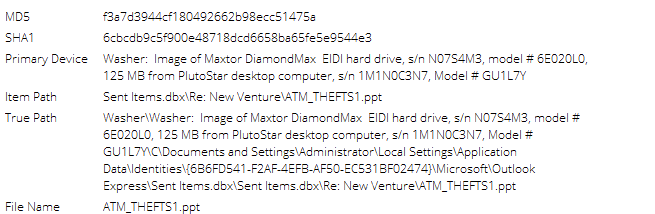 MD5 f3a7d3944cf180492662b98ecc51475a
SHA1 6cbcdb9c5f900e48718dcd6658ba65fe5e9544e3
Primary Device Washer:  Image of Maxtor DiamondMax  EIDI hard drive, s/n N07S4M3, model # 6E020L0,
125 MB from PlutoStar desktop computer, s/n 1M1N0C3N7, Model # GU1L7Y
Item Path Sent Items.dbx\Re: New Venture\ATM_THEFTS1.ppt
True Path Washer\Washer:  Image of Maxtor DiamondMax  EIDI hard drive, s/n N07S4M3, model #
6E020L0, 125 MB from PlutoStar desktop computer, s/n 1M1N0C3N7, Model #
GU1L7Y\C\Documents and Settings\Administrator\Local Settings\Application
Data\Identities\{6B6FD541-F2AF-4EFB-AF50-EC531BF02474}\Microsoft\Outlook
Express\Sent Items.dbx\Sent Items.dbx\Re: New Venture\ATM_THEFTS1.ppt
File Name ATM_THEFTS1.ppt